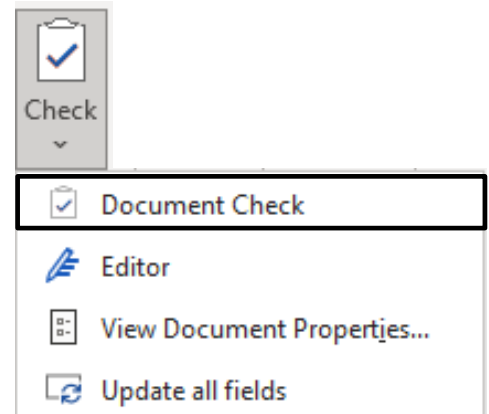 Check
Document Check
Editor
View Document Properties...
Update all fields